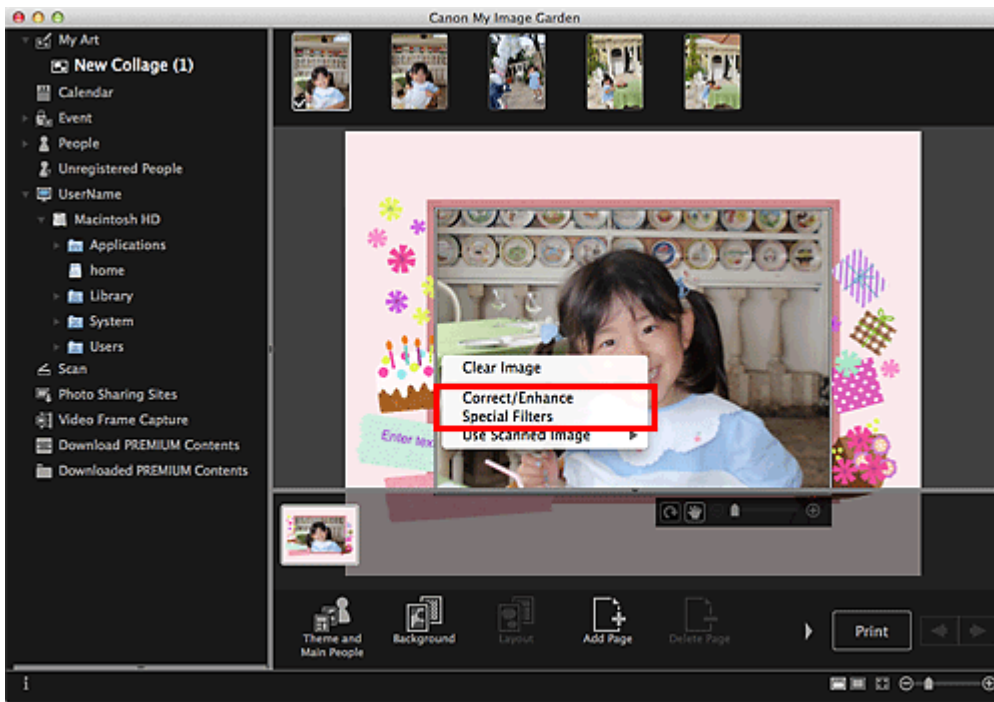 Canon My Image Garden
My Art
New Collage (1)
Calendar
Event
People
Unregistered People
UserName
Macintosh HD
Applications
home
Library
System
Users
Scan
Photo Sharing Sites
Video Frame Capture
Download PREMIUM Contents
Downloaded PREMIUM Contents
Clear Image
Correct/Enhance
Special Filters
Use Scanned Image
Enter
Theme and
Main People
Background
Layout
Add Page
Delete Page
Print